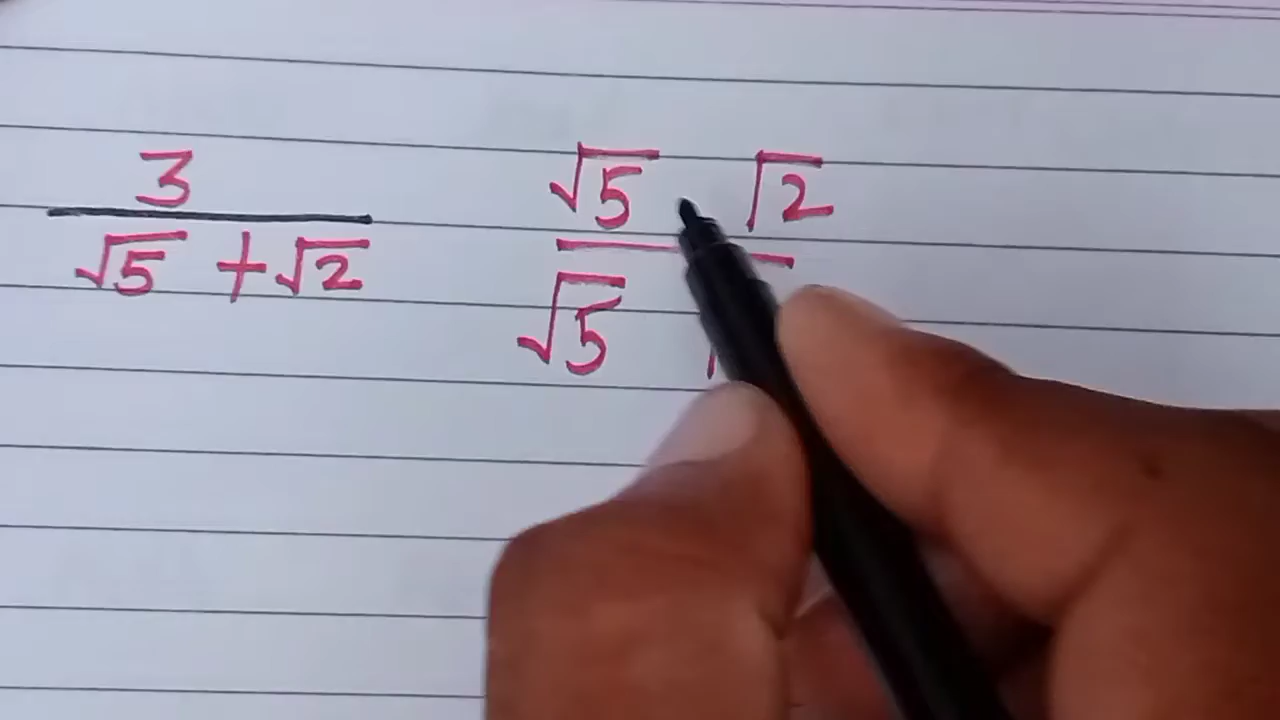 3 √5 √2
√5 + √2 √5